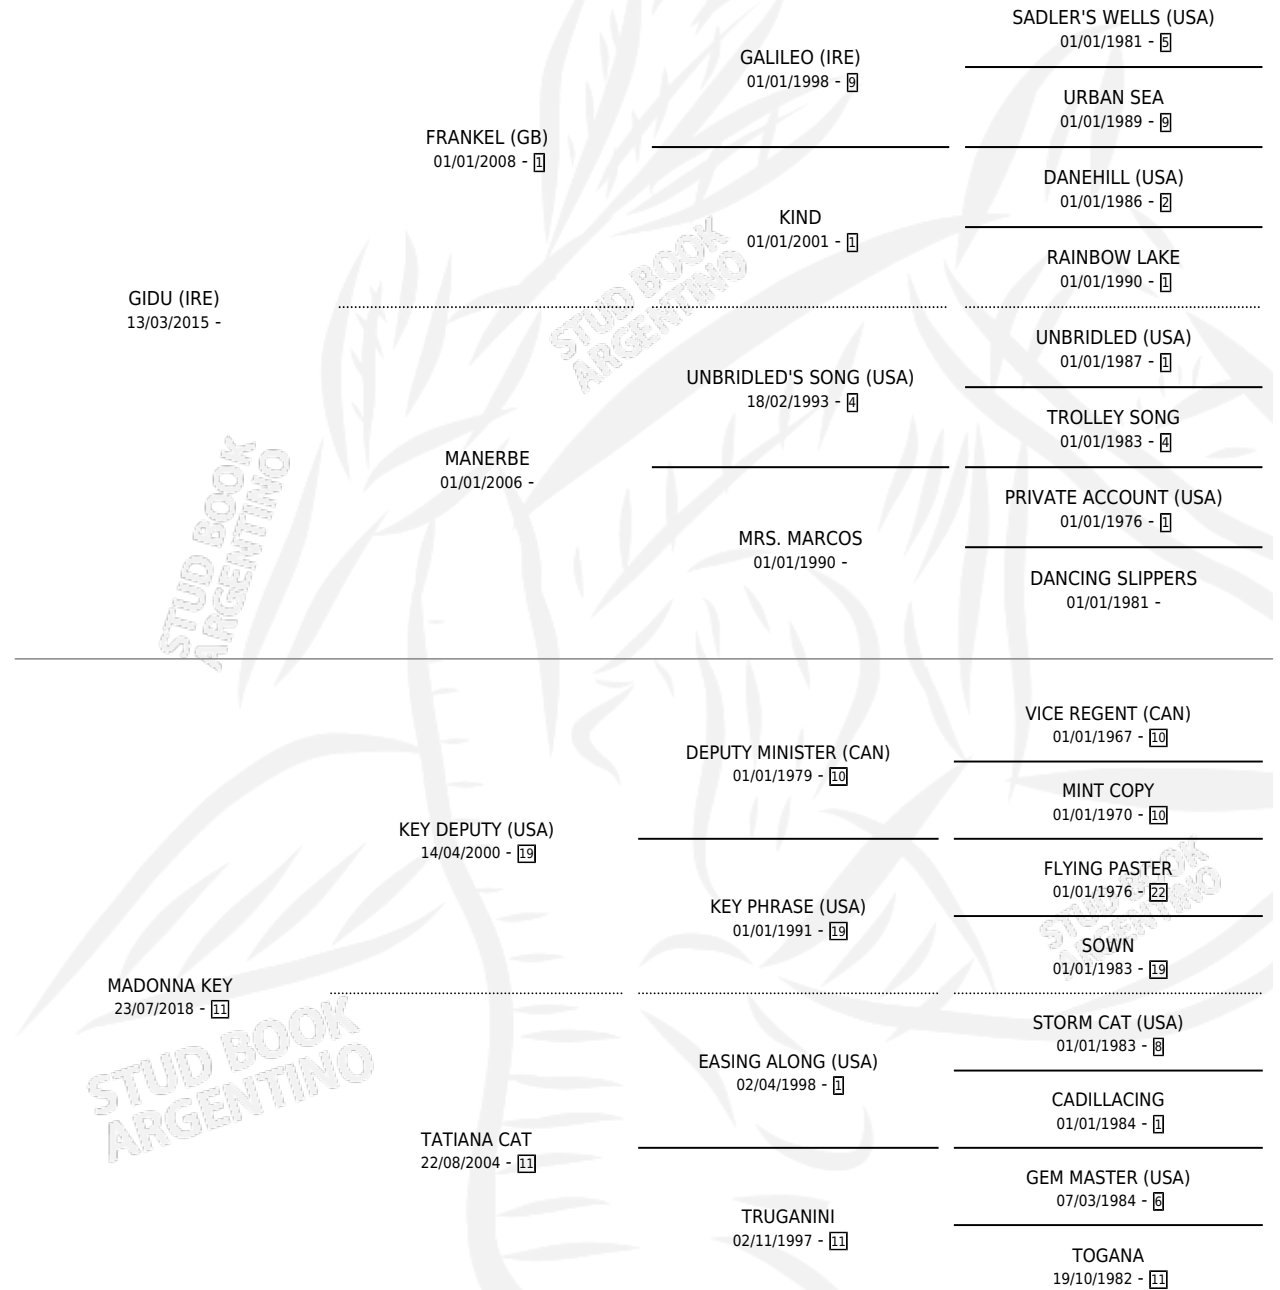 SADLER'S WELLS (USA)
01/01/1981 - 5
GALILEO (IRE)
01/01/1998 - 9
URBAN SEA
01/01/1989 - 9
FRANKEL (GB)
01/01/2008 - 1
DANEHILL (USA)
01/01/1986 - 2
KIND
01/01/2001 - 1
RAINBOW LAKE
01/01/1990 - 1
GIDU (IRE)
13/03/2015 -
STUD BOOK
ARGENTINO
UNBRIDLED (USA)
01/01/1987 - 1
UNBRIDLED'S SONG (USA)
18/02/1993 - 4
TROLLEY SONG
01/01/1983 - 4
MANERBE
01/01/2006 -
PRIVATE ACCOUNT (USA)
01/01/1976 - 1
MRS. MARCOS
01/01/1990 -
DANCING SLIPPERS
01/01/1981 -
STUD BOOK
ARGENTINO
VICE REGENT (CAN)
01/01/1967 - 10
DEPUTY MINISTER (CAN)
01/01/1979 - 10
MINT COPY
01/01/1970 - 10
KEY DEPUTY (USA)
14/04/2000 - 19
FLYING PASTER
01/01/1976 - 22
KEY PHRASE (USA)
01/01/1991 - 19
SOWN
01/01/1983 - 19
STUD BOOK
ARGENTINO
MADONNA KEY
23/07/2018 - 11
STUD BOOK
ARGENTINO
STORM CAT (USA)
01/01/1983 - 8
EASING ALONG (USA)
02/04/1998 - 1
CADILLACING
01/01/1984 - 1
TATIANA CAT
22/08/2004 - 11
GEM MASTER (USA)
07/03/1984 - 6
TRUGANINI
02/11/1997 - 11
TOGANA
19/10/1982 - 11